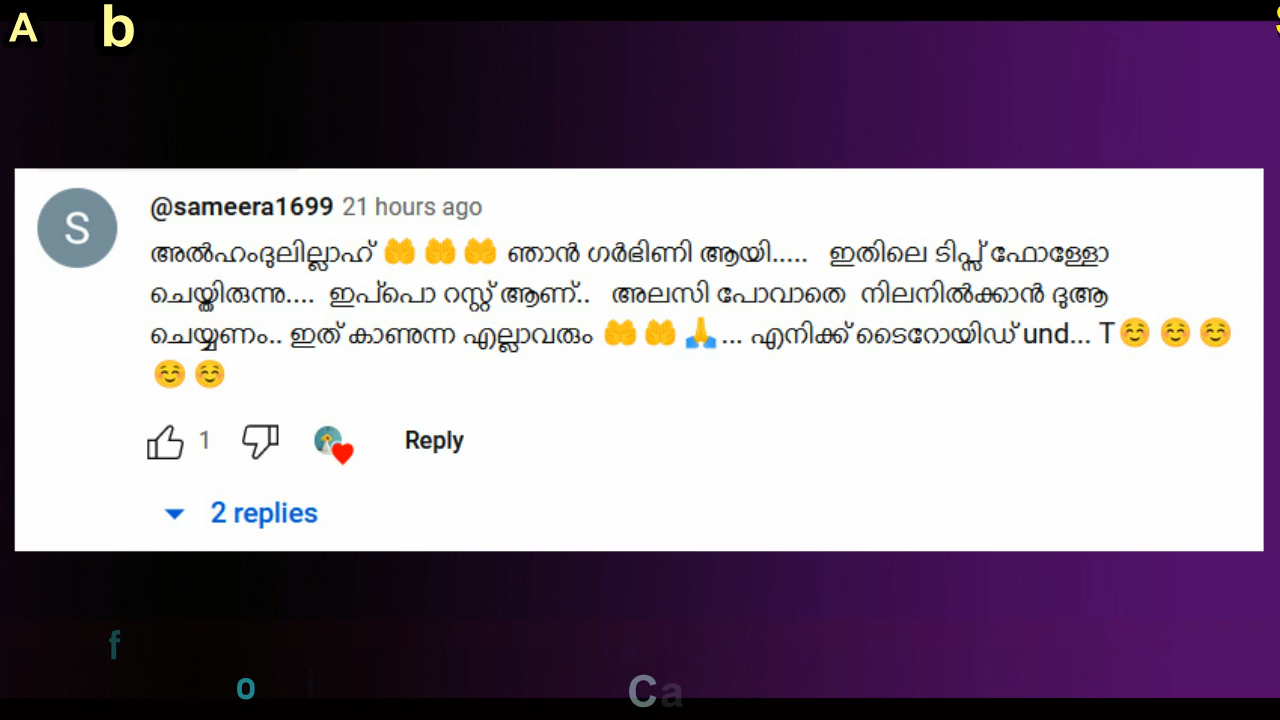 A b
@sameera1699 21 hours ago
അൽഹംദുലില്ലാഹ് 🤲 🤲 🤲 ഞാൻ ഗർഭിണി ആയി..... ഇതിലെ ടിപ്സ് ഫോള്ളോ
ചെയ്തിരുന്നു.... ഇപ്പൊ റസ്റ്റ് ആണ്.. അലസി പോവാതെ നിലനിൽക്കാൻ ദുആ
ചെയ്യണം.. ഇത് കാണുന്ന എല്ലാവരും 🤲 🤲 🙏... എനിക്ക് ടൈറോയിഡ് und... T☺️ ☺️ ☺️
☺️ ☺️
1 Reply
2 replies
f
o Ca